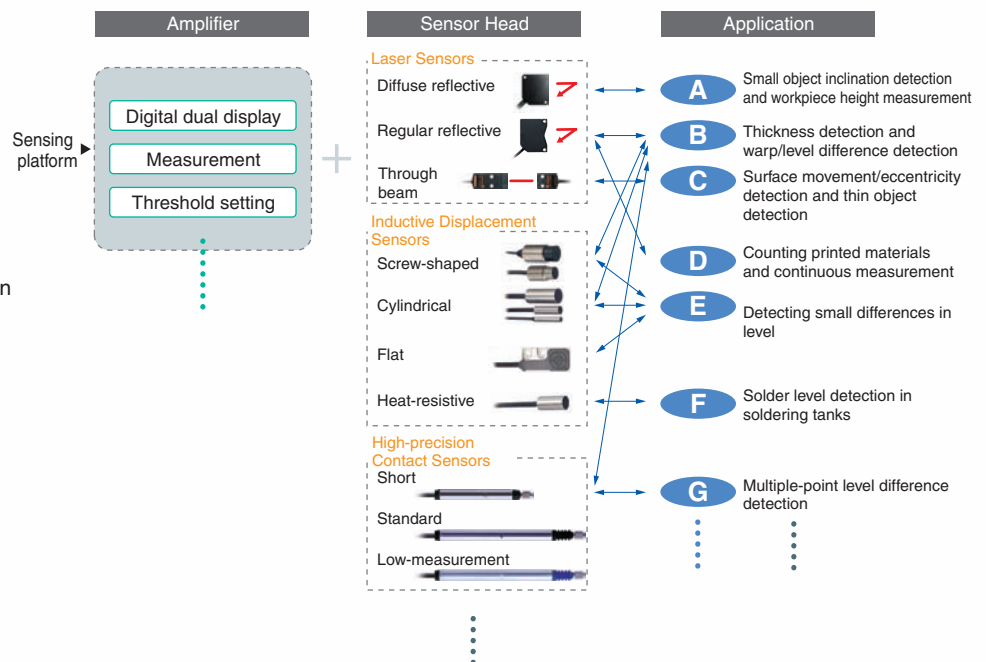 Amplifier
Sensor Head
Application
Sensing
platform
Digital dual display
Measurement
Threshold setting
+
n
Laser Sensors
Diffuse reflective
Regular reflective
Through
beam
Inductive Displacement
Sensors
Screw-shaped
Cylindrical
Flat
Heat-resistive
High-precision
Contact Sensors
Short
Standard
Low-measurement
A
Small object inclination detection
and workpiece height measurement
B
Thickness detection and
warp/level difference detection
C
Surface movement/eccentricity
detection and thin object
detection
D
Counting printed materials
and continuous measurement
E
Detecting small differences in
level
F
Solder level detection in
soldering tanks
G
Multiple-point level difference
detection